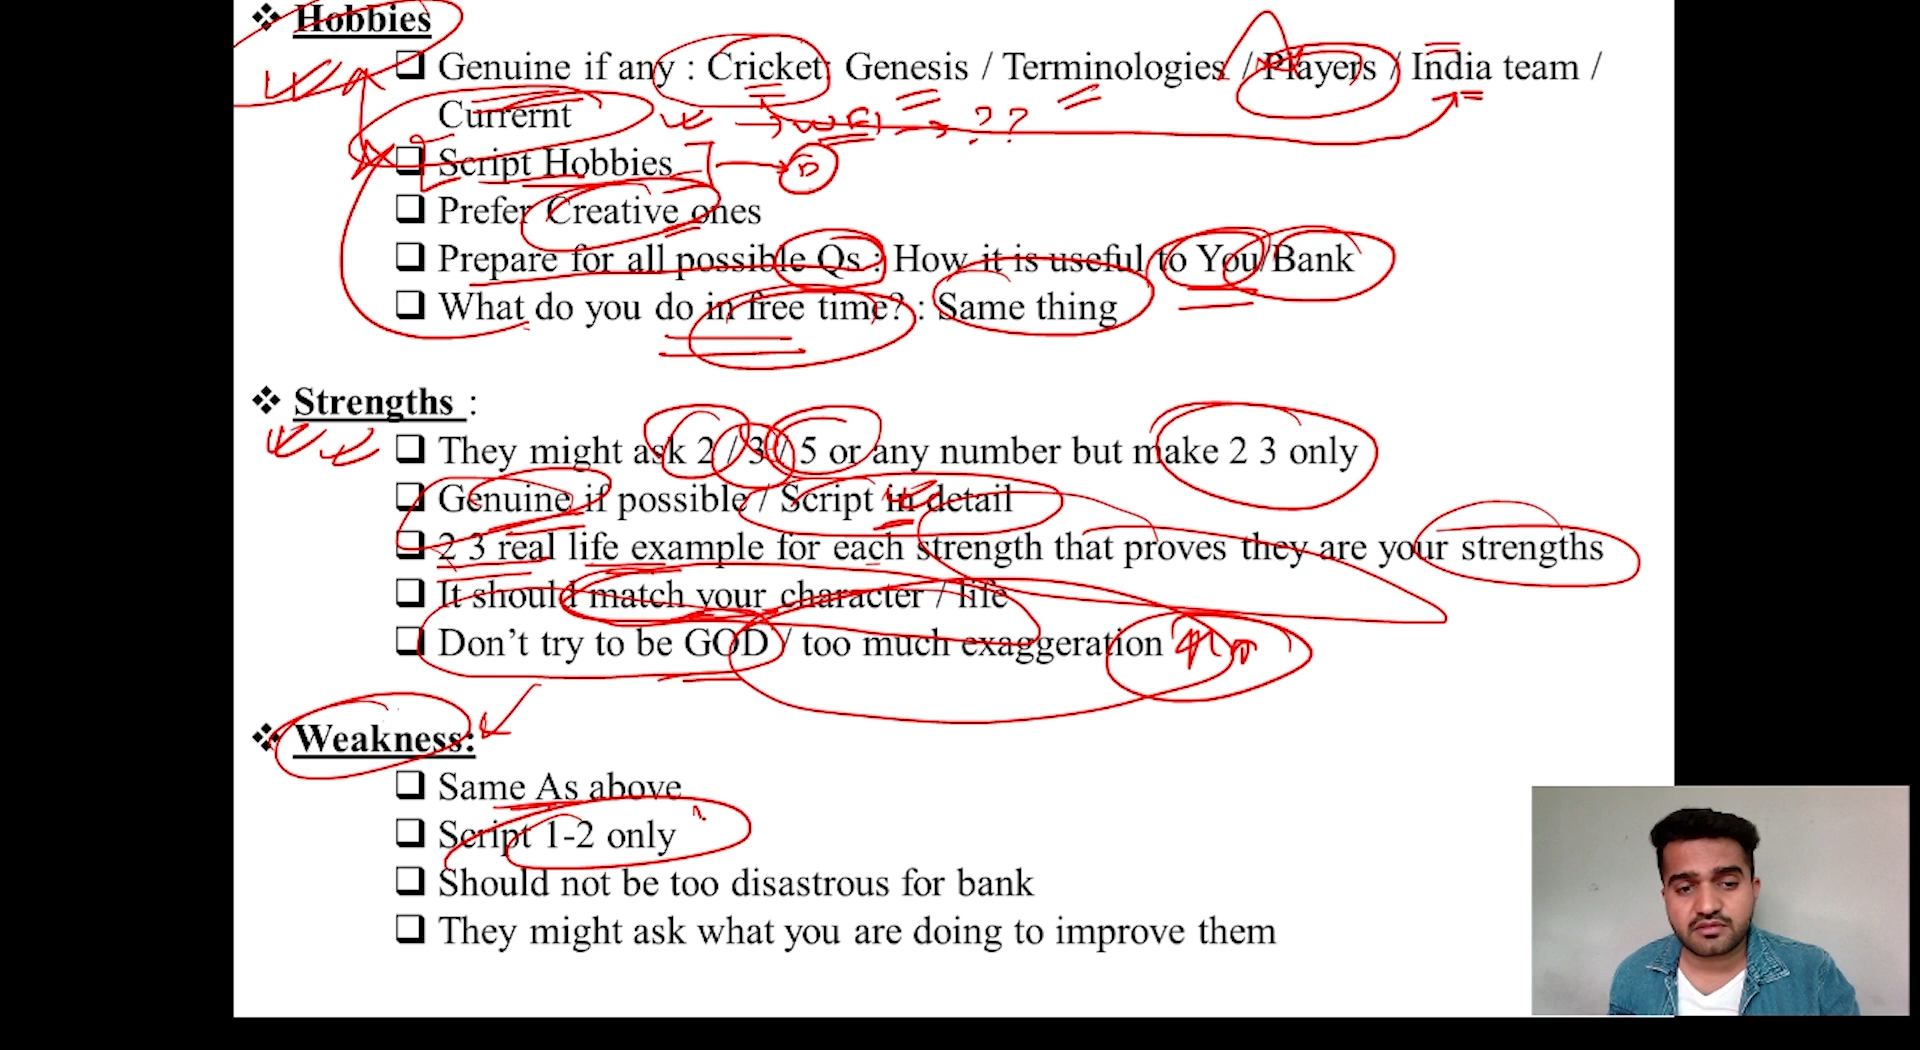 ❖ Hobbies
❑ Genuine if any : Cricket: Genesis / Terminologies / Players / India team /
Currernt
→ → ??
❑ Script Hobbies
❑ Prefer Creative ones
❑ Prepare for all possible Qs : How it is useful to You/Bank
❑ What do you do in free time? : Same thing
❖ Strengths :
❑ They might ask 2 / 3 / 5 or any number but make 2 3 only
❑ Genuine if possible / Script in detail
❑ 2 3 real life example for each strength that proves they are your strengths
❑ It should match your character / life
❑ Don't try to be GOD / too much exaggeration
❖ Weakness:
❑ Same As above
❑ Script 1-2 only
❑ Should not be too disastrous for bank
❑ They might ask what you are doing to improve them